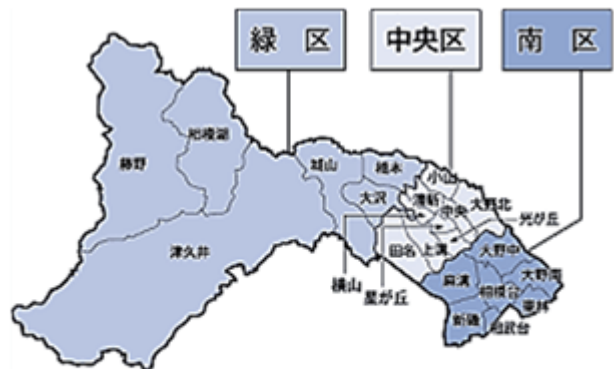 緑 区
中央区
南 区
相模湖
藤野
城山
橋本
小山
大沢
清新
中央
大野北
光が丘
津久井
田名
上溝
大野中
横山
星が丘
麻溝
相模台
大野南
東林
新磯
相武台